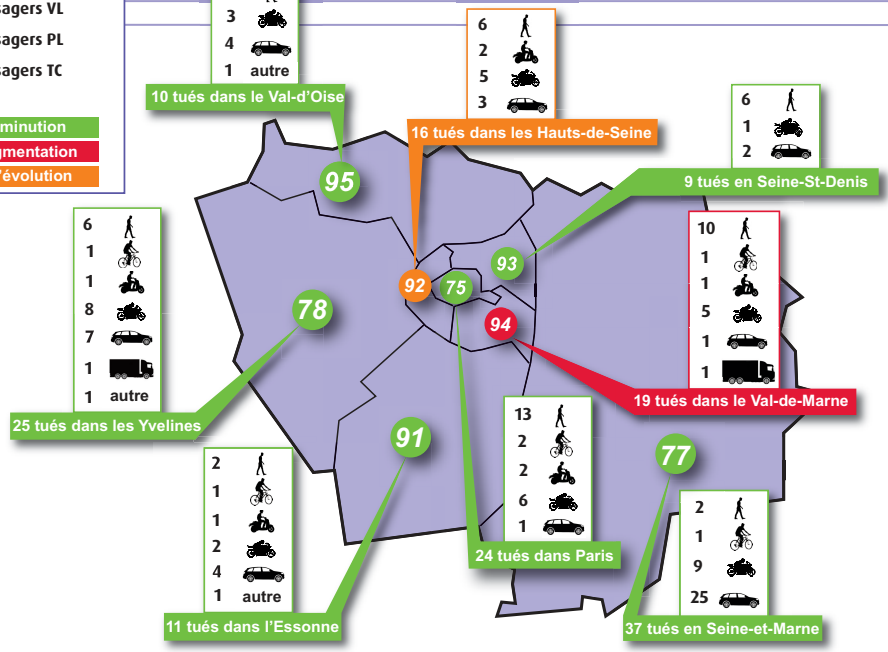 sagers VL
sagers PL
sagers TC
minution
gmentation
'évolution
3
4
1 autre
10 tués dans le Val-d'Oise
6
2
5
3
16 tués dans les Hauts-de-Seine
6
1
2
9 tués en Seine-St-Denis
95
93
92
75
94
78
91
77
6
1
1
8
7
1
1 autre
25 tués dans les Yvelines
10
1
1
5
1
1
19 tués dans le Val-de-Marne
13
2
2
6
1
24 tués dans Paris
2
1
1
2
4
1 autre
11 tués dans l'Essonne
2
1
9
25
37 tués en Seine-et-Marne